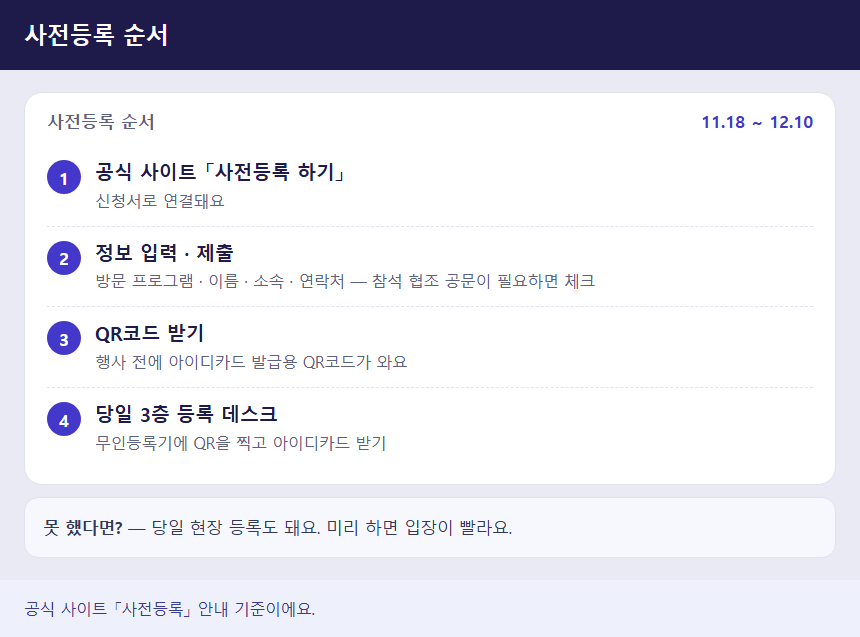 사전등록 순서
사전등록 순서
11.18 ~ 12.10
1
공식 사이트 「사전등록 하기」
신청서로 연결돼요
2
정보 입력 · 제출
방문 프로그램 · 이름 · 소속 · 연락처 — 참석 협조 공문이 필요하면 체크
3
QR코드 받기
행사 전에 아이디카드 발급용 QR코드가 와요
4
당일 3층 등록 데스크
무인등록기에 QR을 찍고 아이디카드 받기
못 했다면? — 당일 현장 등록도 돼요. 미리 하면 입장이 빨라요.
공식 사이트 「사전등록」 안내 기준이에요.